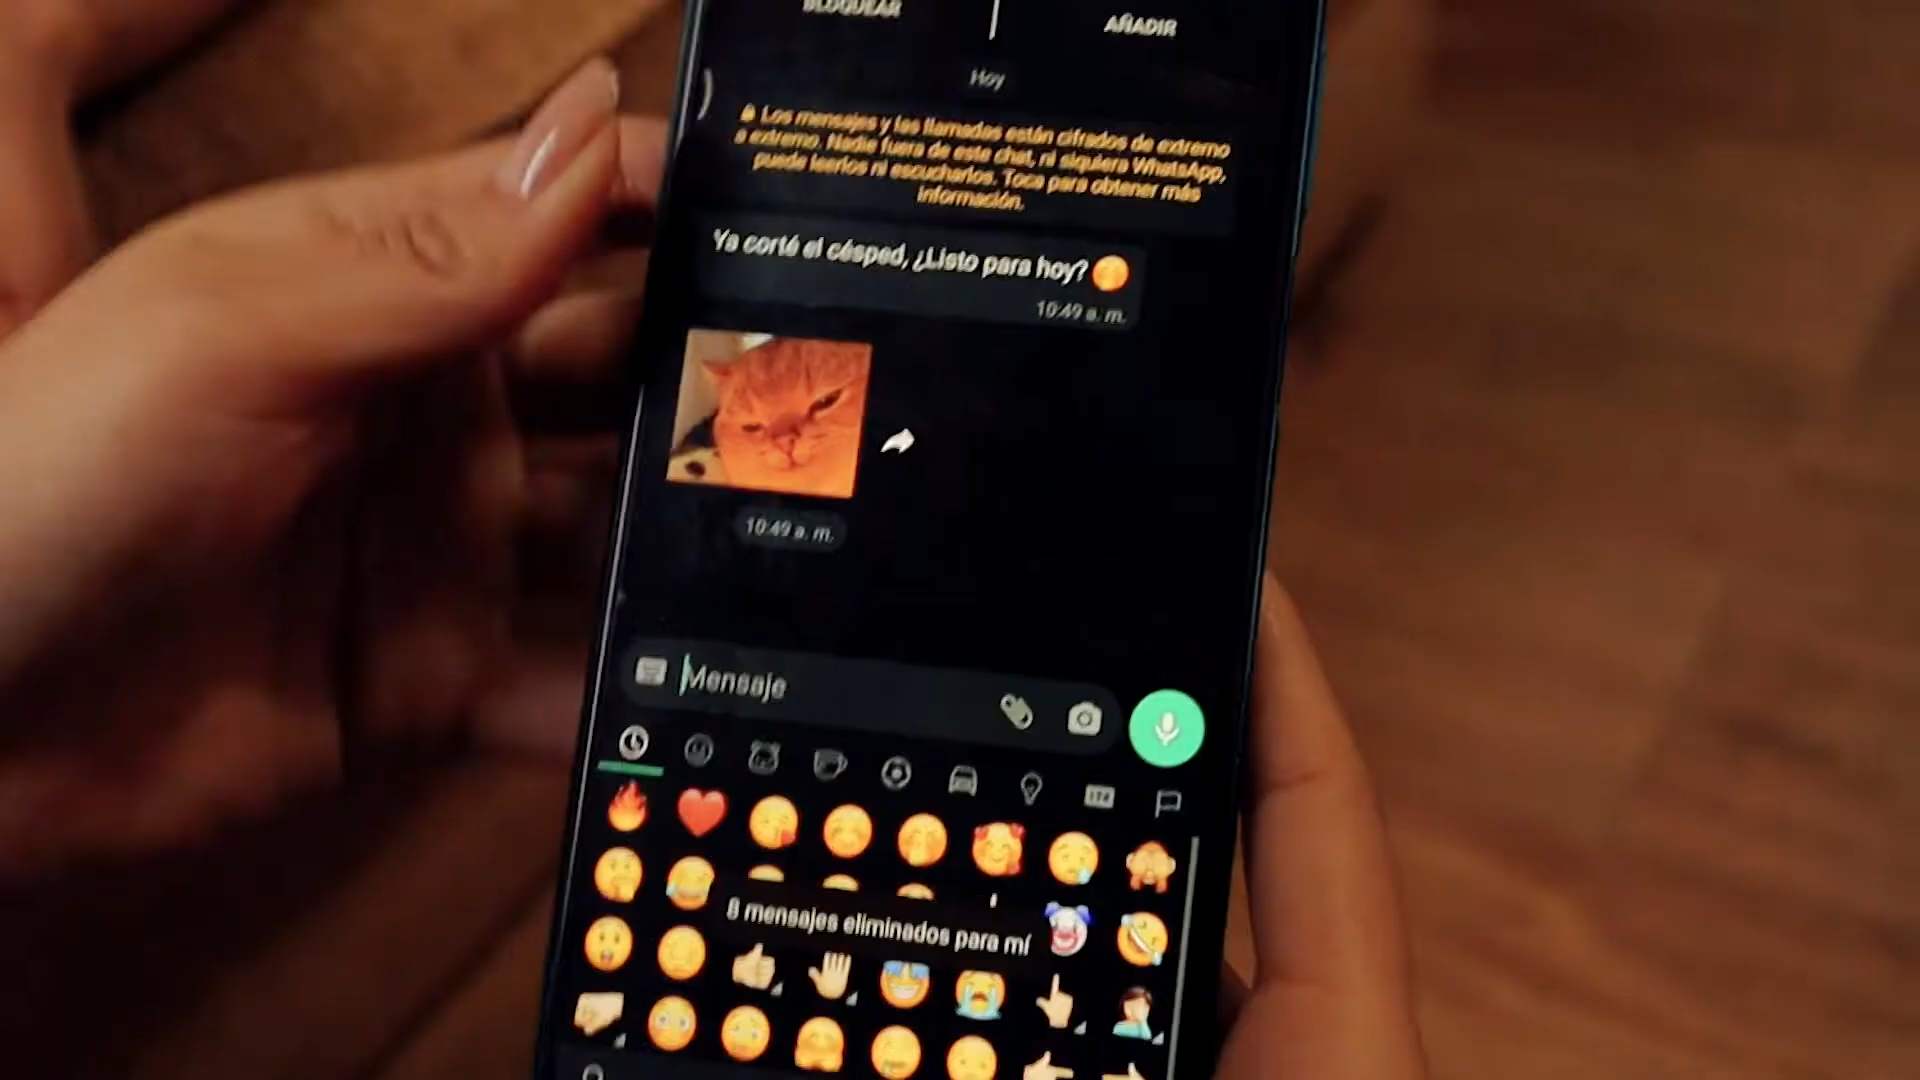 BLOQUEAR
AÑADIR
Hoy
Los mensajes y las llamadas están cifrados de extremo
a extremo. Nadie fuera de este chat, ni siquiera WhatsApp,
puede leerlos ni escucharlos. Toca para obtener más
información.
Ya corté el césped, ¿Listo para hoy?
10:49 a. m.
10:49 a. m.
Mensaje
8 mensajes eliminados para mí